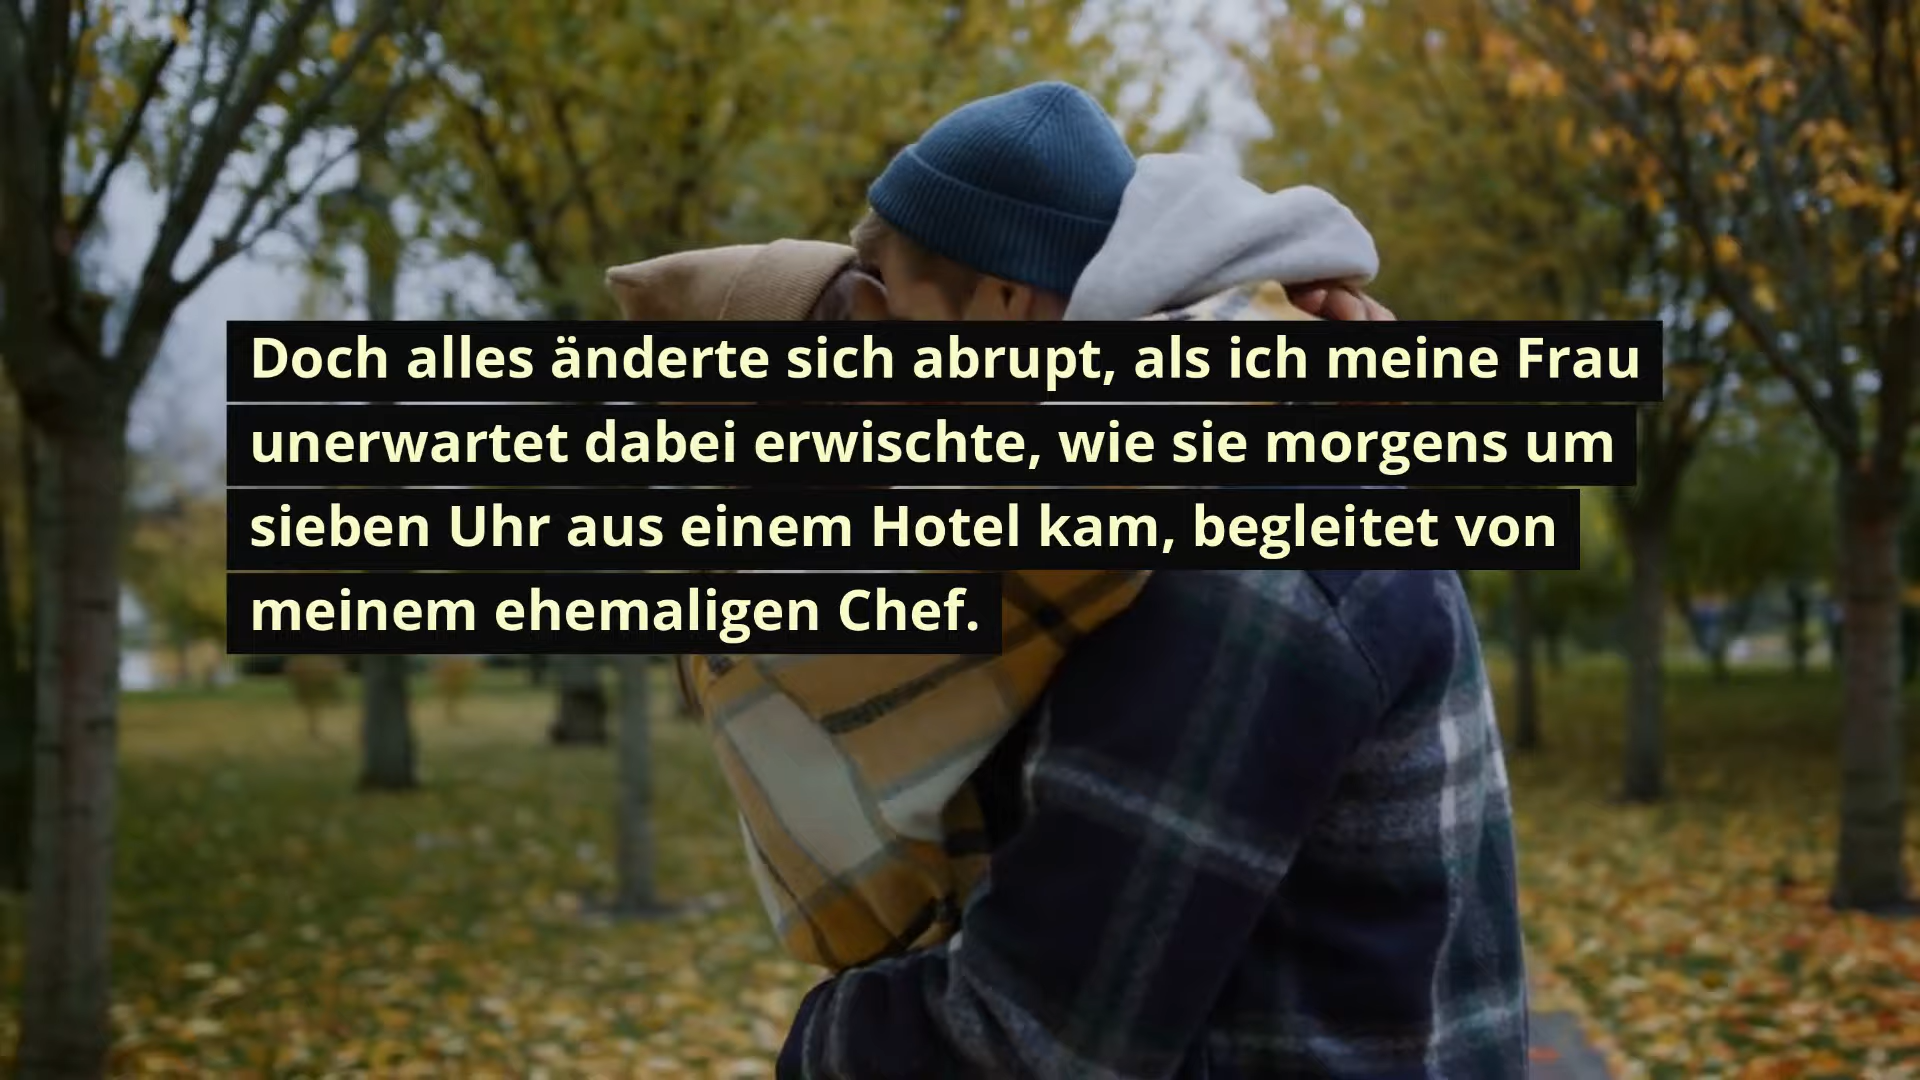 Doch alles änderte sich abrupt, als ich meine Frau
unerwartet dabei erwischte, wie sie morgens um
sieben Uhr aus einem Hotel kam, begleitet von
meinem ehemaligen Chef.